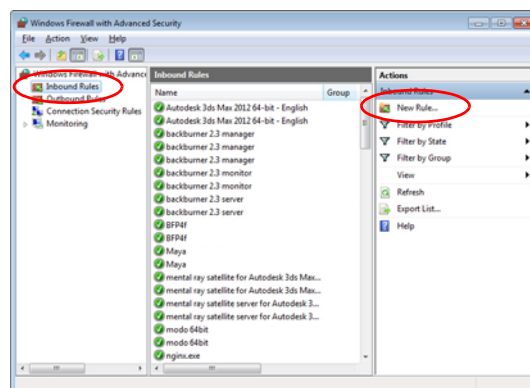 Windows Firewall with Advanced Security
File Action View Help
Windows Firewall with Advance
Inbound Rules
Outbound Rules
Connection Security Rules
Monitoring
Inbound Rules
Name Group
Autodesk 3ds Max 2012 64-bit - English
Autodesk 3ds Max 2012 64-bit - English
backburner 2.3 manager
backburner 2.3 manager
backburner 2.3 manager
backburner 2.3 monitor
backburner 2.3 monitor
backburner 2.3 server
backburner 2.3 server
BFP4f
BFP4f
Maya
Maya
mental ray satellite for Autodesk 3ds Max...
mental ray satellite for Autodesk 3ds Max...
mental ray satellite server for Autodesk 3...
mental ray satellite server for Autodesk 3...
modo 64bit
modo 64bit
nginx.exe
Actions
Inbound Rules
New Rule...
Filter by Profile
Filter by State
Filter by Group
View
Refresh
Export List...
Help